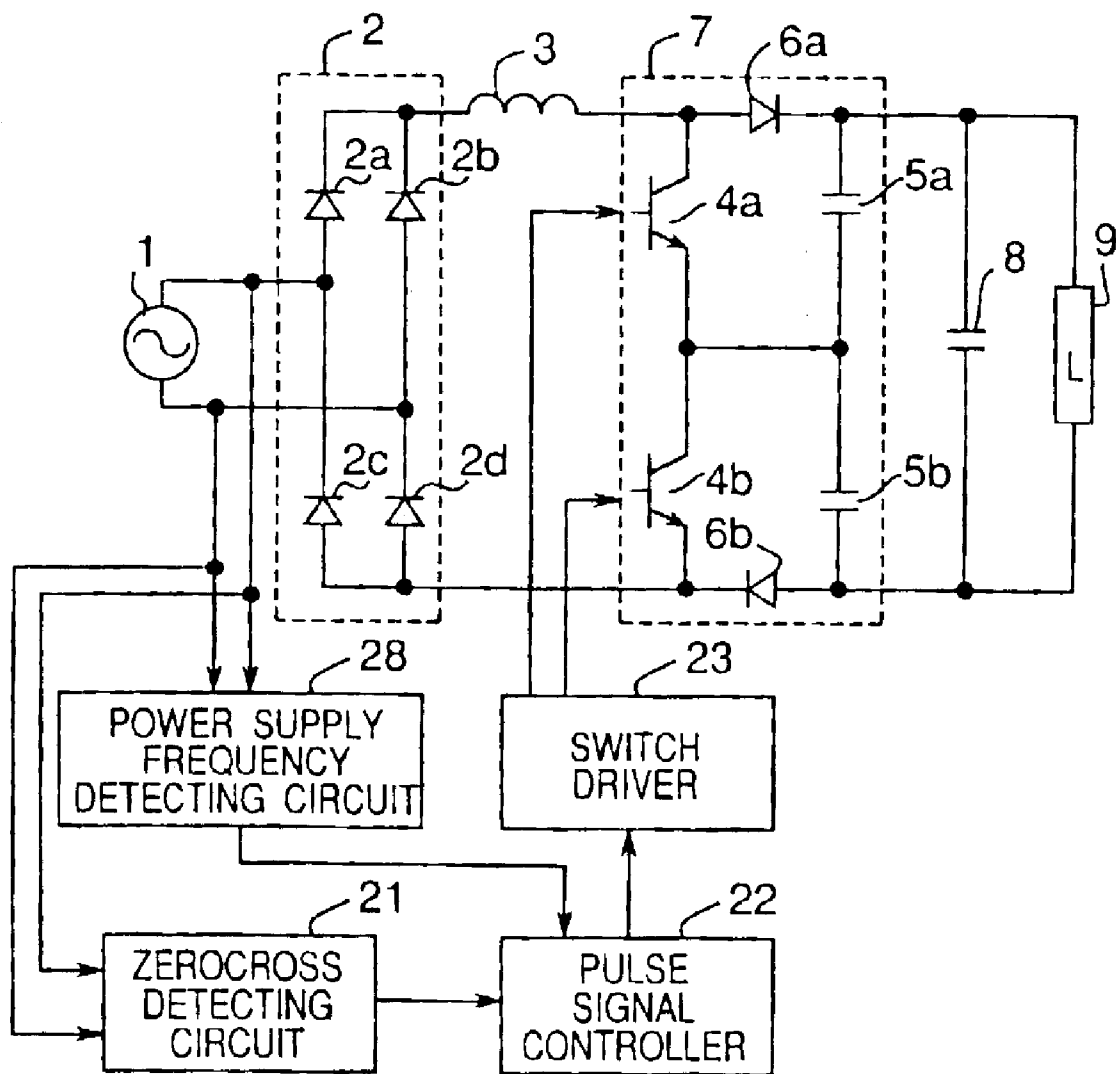 2
3
7
6a
2a
2b
4a
5a
1
8
9
L
2c
2d
4b
5b
6b
28
23
POWER SUPPLY
FREQUENCY
DETECTING CIRCUIT
SWITCH
DRIVER
21
22
ZEROCROSS
DETECTING
CIRCUIT
PULSE
SIGNAL
CONTROLLER